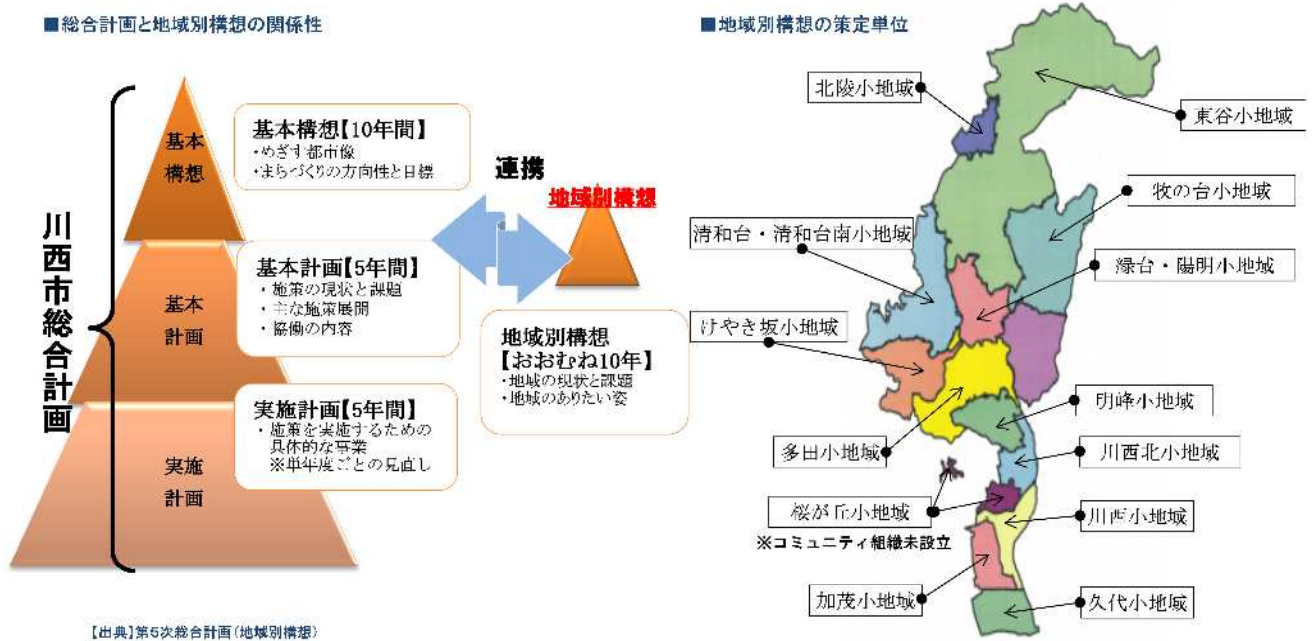 ■総合計画と地域別構想の関係性
川西市総合計画
基本
構想
基本構想【10年間】
・めざす都市像
・まちづくりの方向性と目標
基本
計画
基本計画【5年間】
・施策の現状と課題
・主な施策展開
・協働の内容
実施
計画
実施計画【5年間】
・施策を実施するための
具体的な事業
※単年度ごとの見直し
連携
地域別構想
地域別構想
【おおむね10年】
・地域の現状と課題
・地域のありたい姿
【出典】第5次総合計画(地域別構想)
■地域別構想の策定単位
北陵小地域
東谷小地域
牧の台小地域
清和台・清和台南小地域
緑台・陽明小地域
けやき坂小地域
明峰小地域
多田小地域
川西北小地域
桜が丘小地域
※コミュニティ組織未設立
川西小地域
加茂小地域
久代小地域